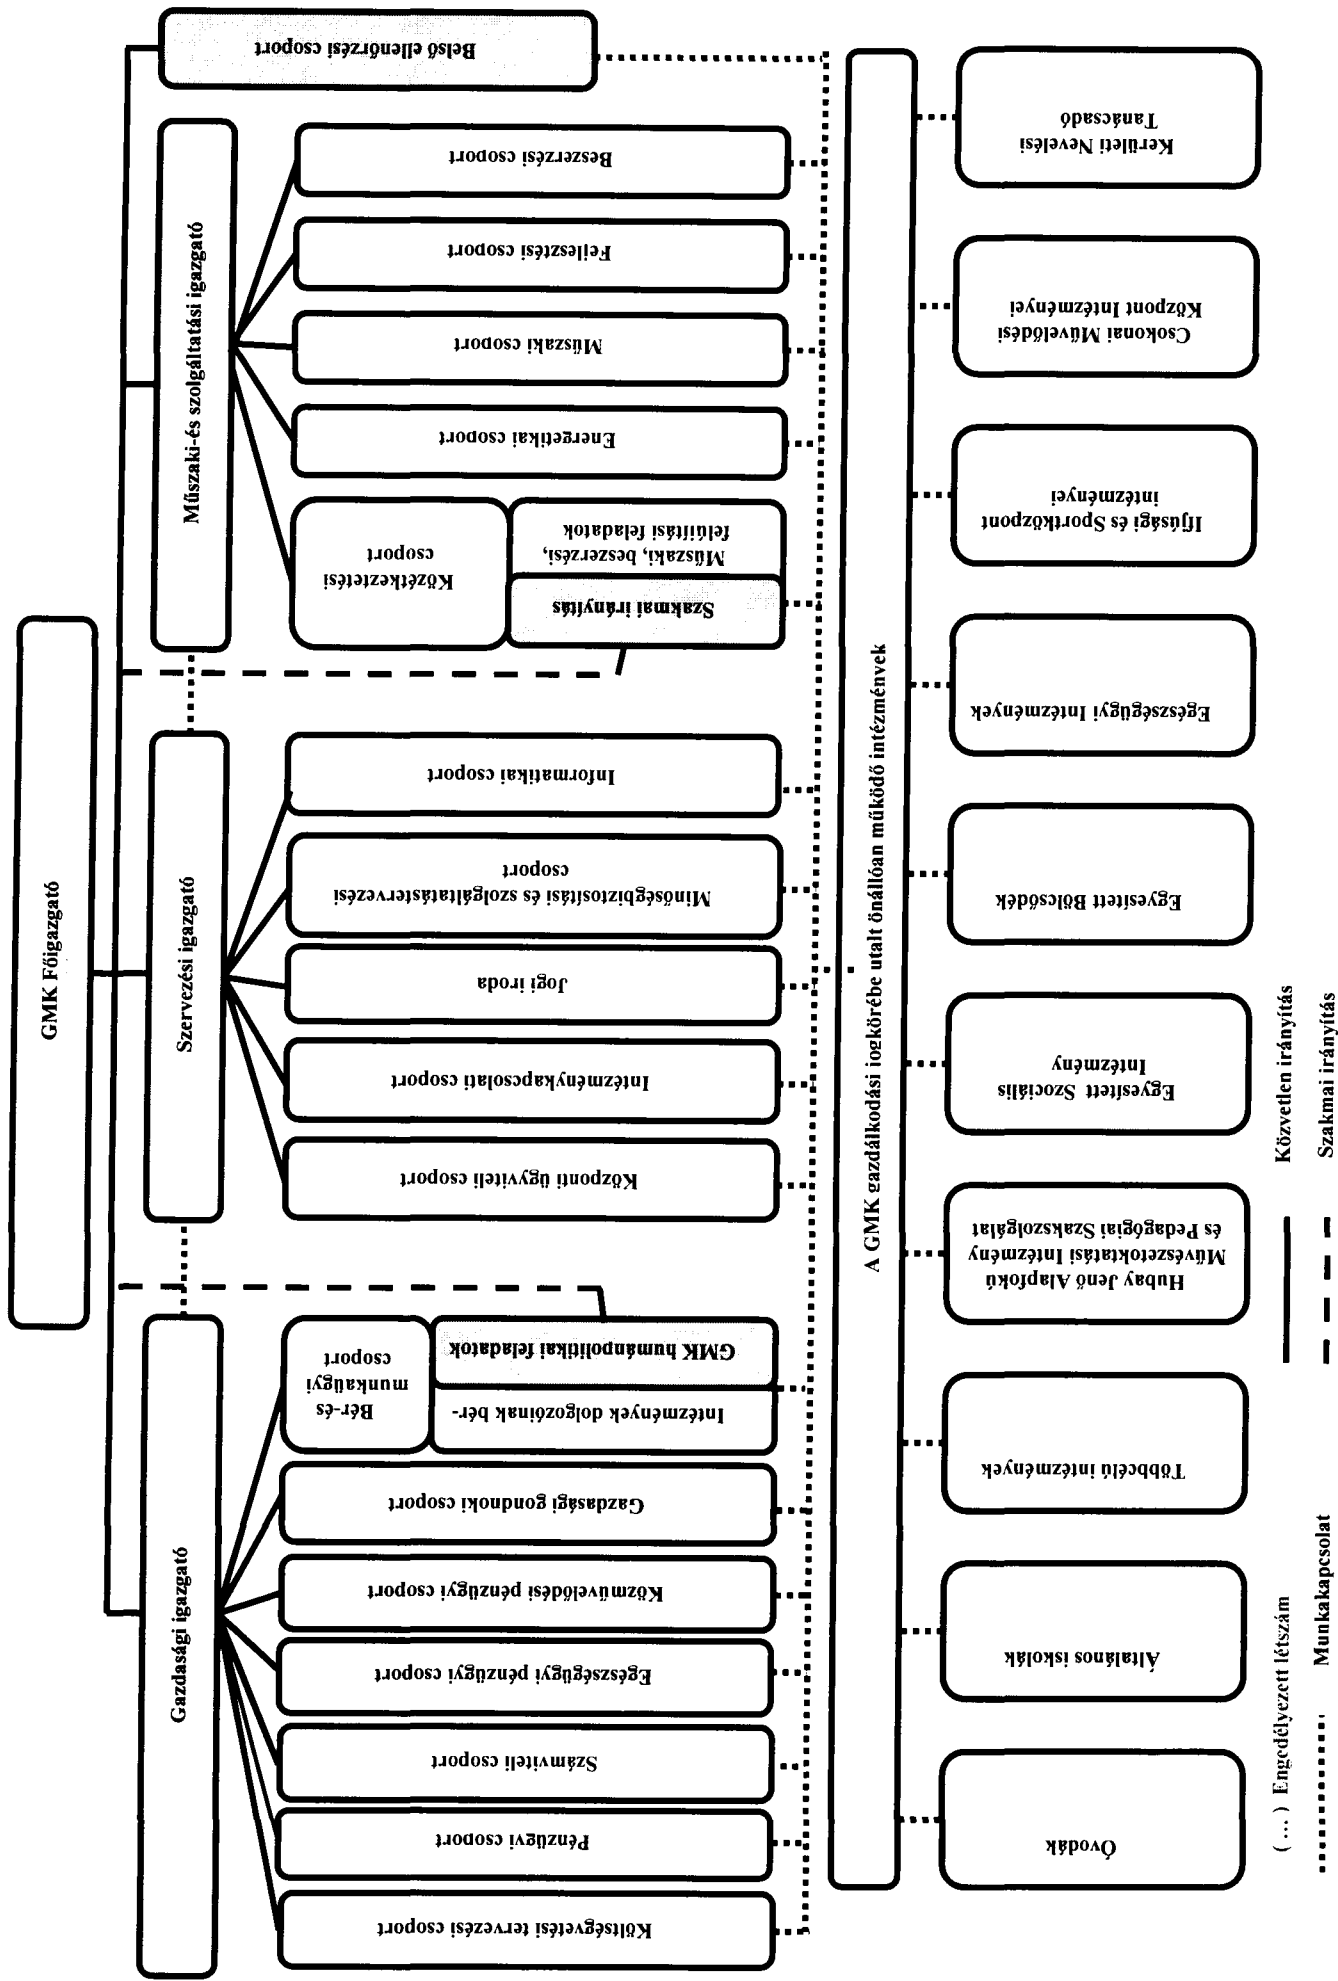 GMK Főigazgató
Gazdasági igazgató
Szervezési igazgató
Műszaki-és szolgáltatási igazgató
Belső ellenőrzési csoport
Költségvetési tervezési csoport
Pénzügyi csoport
Számviteli csoport
Egészségügyi pénzügyi csoport
Közművelődési pénzügyi csoport
Gazdasági gondnoki csoport
Bér-és
munkaügyi
csoport
Intézmények dolgozóinak bér-
GMK humánpolitikai feladatok
Központi ügyviteli csoport
Intézménykapcsolati csoport
Jogi iroda
Minőségbiztosítási és szolgáltatástervezési
csoport
Informatikai csoport
Közétkeztetési
csoport
Szakmai irányítás
Műszaki, beszerzési,
felújítási feladatok
Energetikai csoport
Műszaki csoport
Fejlesztési csoport
Beszerzési csoport
A GMK gazdálkodási jogkörébe utalt önállóan működő intézmények
Óvodák
Általános iskolák
Többcélú intézmények
Hubay Jenő Alapfokú
Művészetoktatási Intézmény
és Pedagógiai Szakszolgálat
Egyesített Szociális
Intézmény
Egyesített Bölcsődék
Egészségügyi Intézmények
Ifjúsági és Sportközpont
intézményei
Csokonai Művelődési
Központ Intézményei
Kerületi Nevelési
Tanácsadó
(...) Engedélyezett létszám
Közvetlen irányítás
Munkakapcsolat
Szakmai irányítás